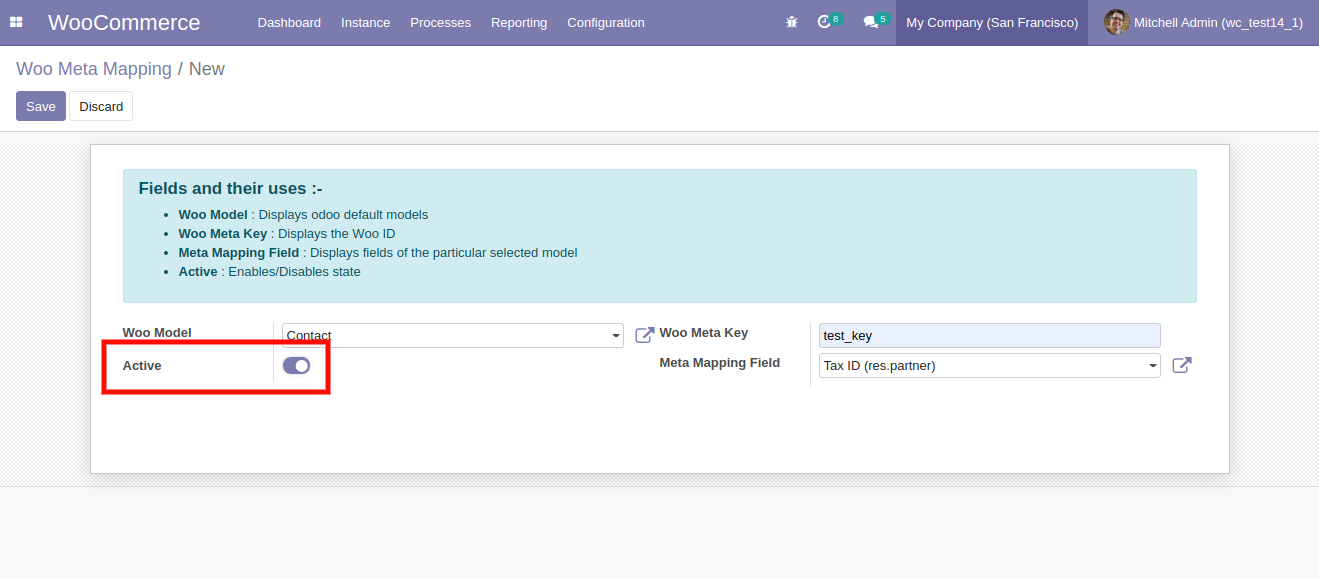 WooCommerce Dashboard Instance Processes Reporting Configuration 8 5 My Company (San Francisco) Mitchell Admin (wc_test14_1)
Woo Meta Mapping / New
Save Discard
Fields and their uses :-
• Woo Model : Displays odoo default models
• Woo Meta Key : Displays the Woo ID
• Meta Mapping Field : Displays fields of the particular selected model
• Active : Enables/Disables state
Woo Model Contact Woo Meta Key test_key
Active Meta Mapping Field Tax ID (res.partner)